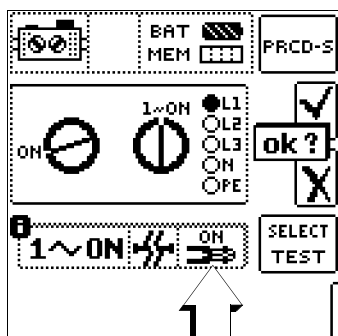 BAT
MEM
PRCD-S
ON
1~ON
L1
L2
L3
N
PE
ok ?
1~ON
ON
SELECT
TEST